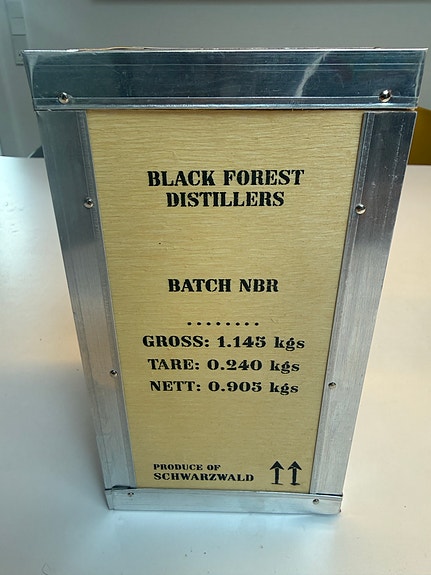 BLACK FOREST
DISTILLERS
BATCH NBR
........
GROSS: 1.145 kgs
TARE: 0.240 kgs
NETT: 0.905 kgs
PRODUCE OF
SCHWARZWALD